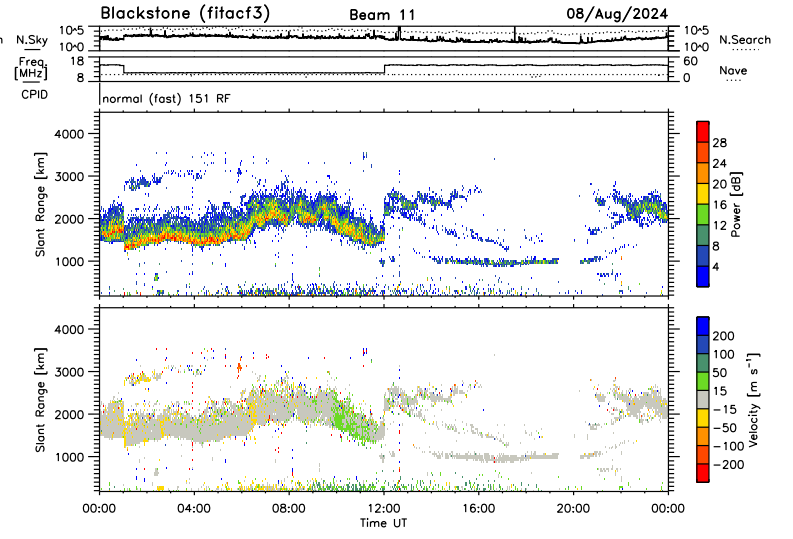 Blackstone (fitacf3)
Beam 11
08/Aug/2024
N.Sky
10^5
10^0
10^5
10^0
N.Search
Freq.
[MHz]
18
8
60
0
Nave
CPID
normal (fast) 151 RF
4000
3000
2000
1000
Slant Range [km]
28
24
20
16
12
8
4
Power [dB]
4000
3000
2000
1000
Slant Range [km]
200
100
50
15
-15
-50
-100
-200
Velocity [m s⁻¹]
00:00 04:00 08:00 12:00 16:00 20:00 00:00
Time UT